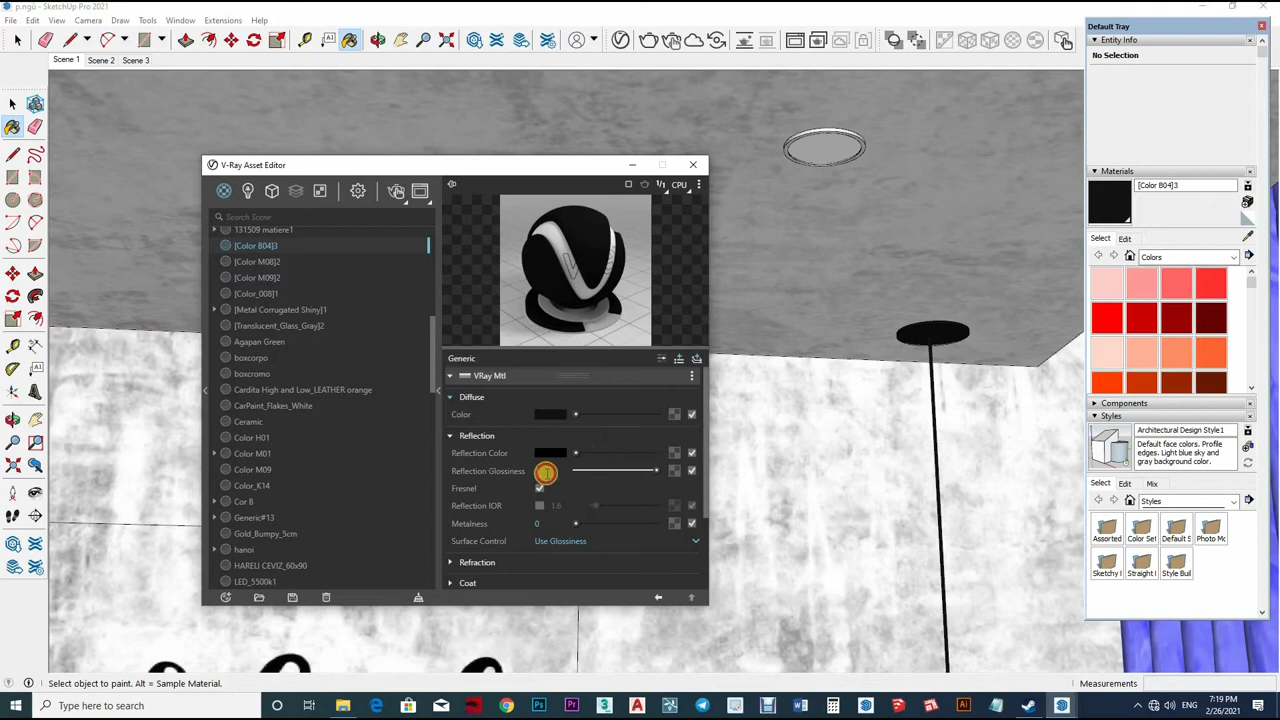 p.ngủ - SketchUp Pro 2021
File Edit View Camera Draw Tools Window Extensions Help
Scene 1 Scene 2 Scene 3
V-Ray Asset Editor
Search Scene
131509 matiere1
[Color B04]3
[Color M08]2
[Color M09]2
[Color_008]1
[Metal Corrugated Shiny]1
[Translucent_Glass_Gray]2
Agapan Green
boxcorpo
boxcromo
Cardita High and Low_LEATHER orange
CarPaint_Flakes_White
Ceramic
Color H01
Color M01
Color M09
Color_K14
Cor B
Generic#13
Gold_Bumpy_5cm
hanoi
HARELI CEVIZ_60x90
LED_5500k1
1/1 CPU
Generic
VRay Mtl
Diffuse
Color
Reflection
Reflection Color
Reflection Glossiness
Fresnel
Reflection IOR 1.6
Metalness 0
Surface Control Use Glossiness
Refraction
Coat
Default Tray
Entity Info
No Selection
Materials
[Color B04]3
Select Edit
Colors
Components
Styles
Architectural Design Style1
Default face colors. Profile
edges. Light blue sky and
gray background color.
Select Edit Mix
Styles
Assorted Color Set Default S Photo Mo
Sketchy I Straight I Style Buil
Select object to paint. Alt = Sample Material.
Measurements
Type here to search
ENG
7:19 PM
2/26/2021